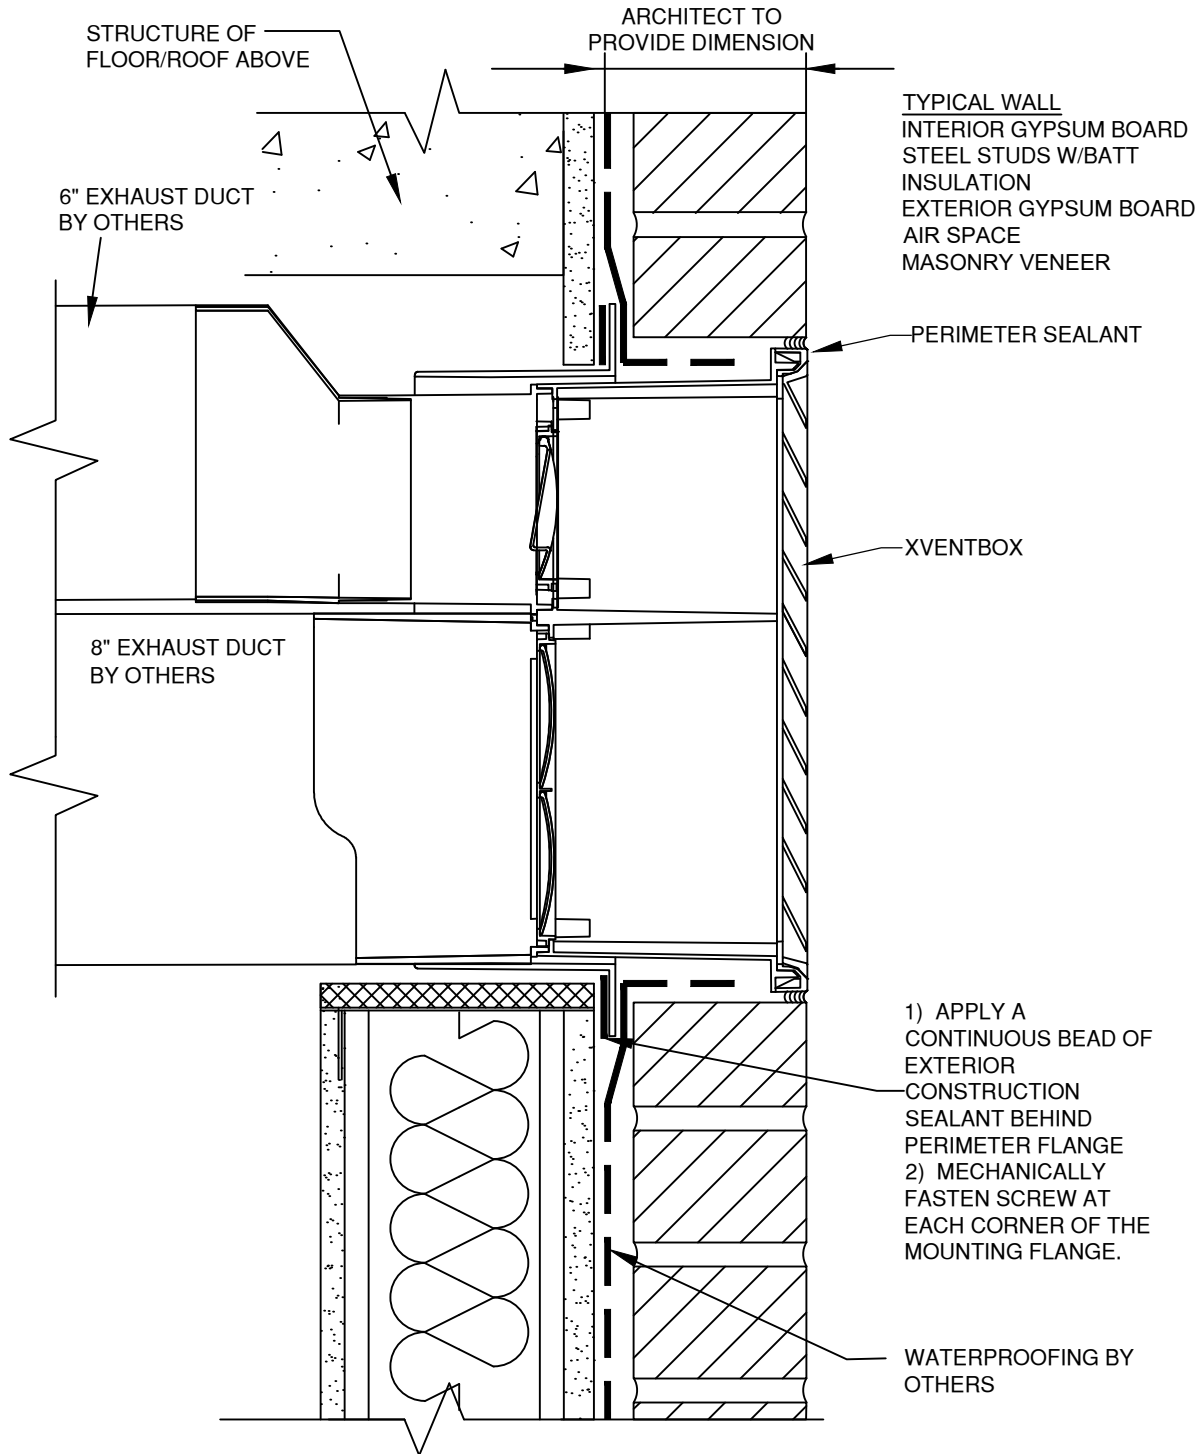 STRUCTURE OF
FLOOR/ROOF ABOVE
ARCHITECT TO
PROVIDE DIMENSION
TYPICAL WALL
INTERIOR GYPSUM BOARD
STEEL STUDS W/BATT
INSULATION
EXTERIOR GYPSUM BOARD
AIR SPACE
MASONRY VENEER
6" EXHAUST DUCT
BY OTHERS
PERIMETER SEALANT
XVENTBOX
8" EXHAUST DUCT
BY OTHERS
1) APPLY A
CONTINUOUS BEAD OF
EXTERIOR
CONSTRUCTION
SEALANT BEHIND
PERIMETER FLANGE
2) MECHANICALLY
FASTEN SCREW AT
EACH CORNER OF THE
MOUNTING FLANGE.
WATERPROOFING BY
OTHERS